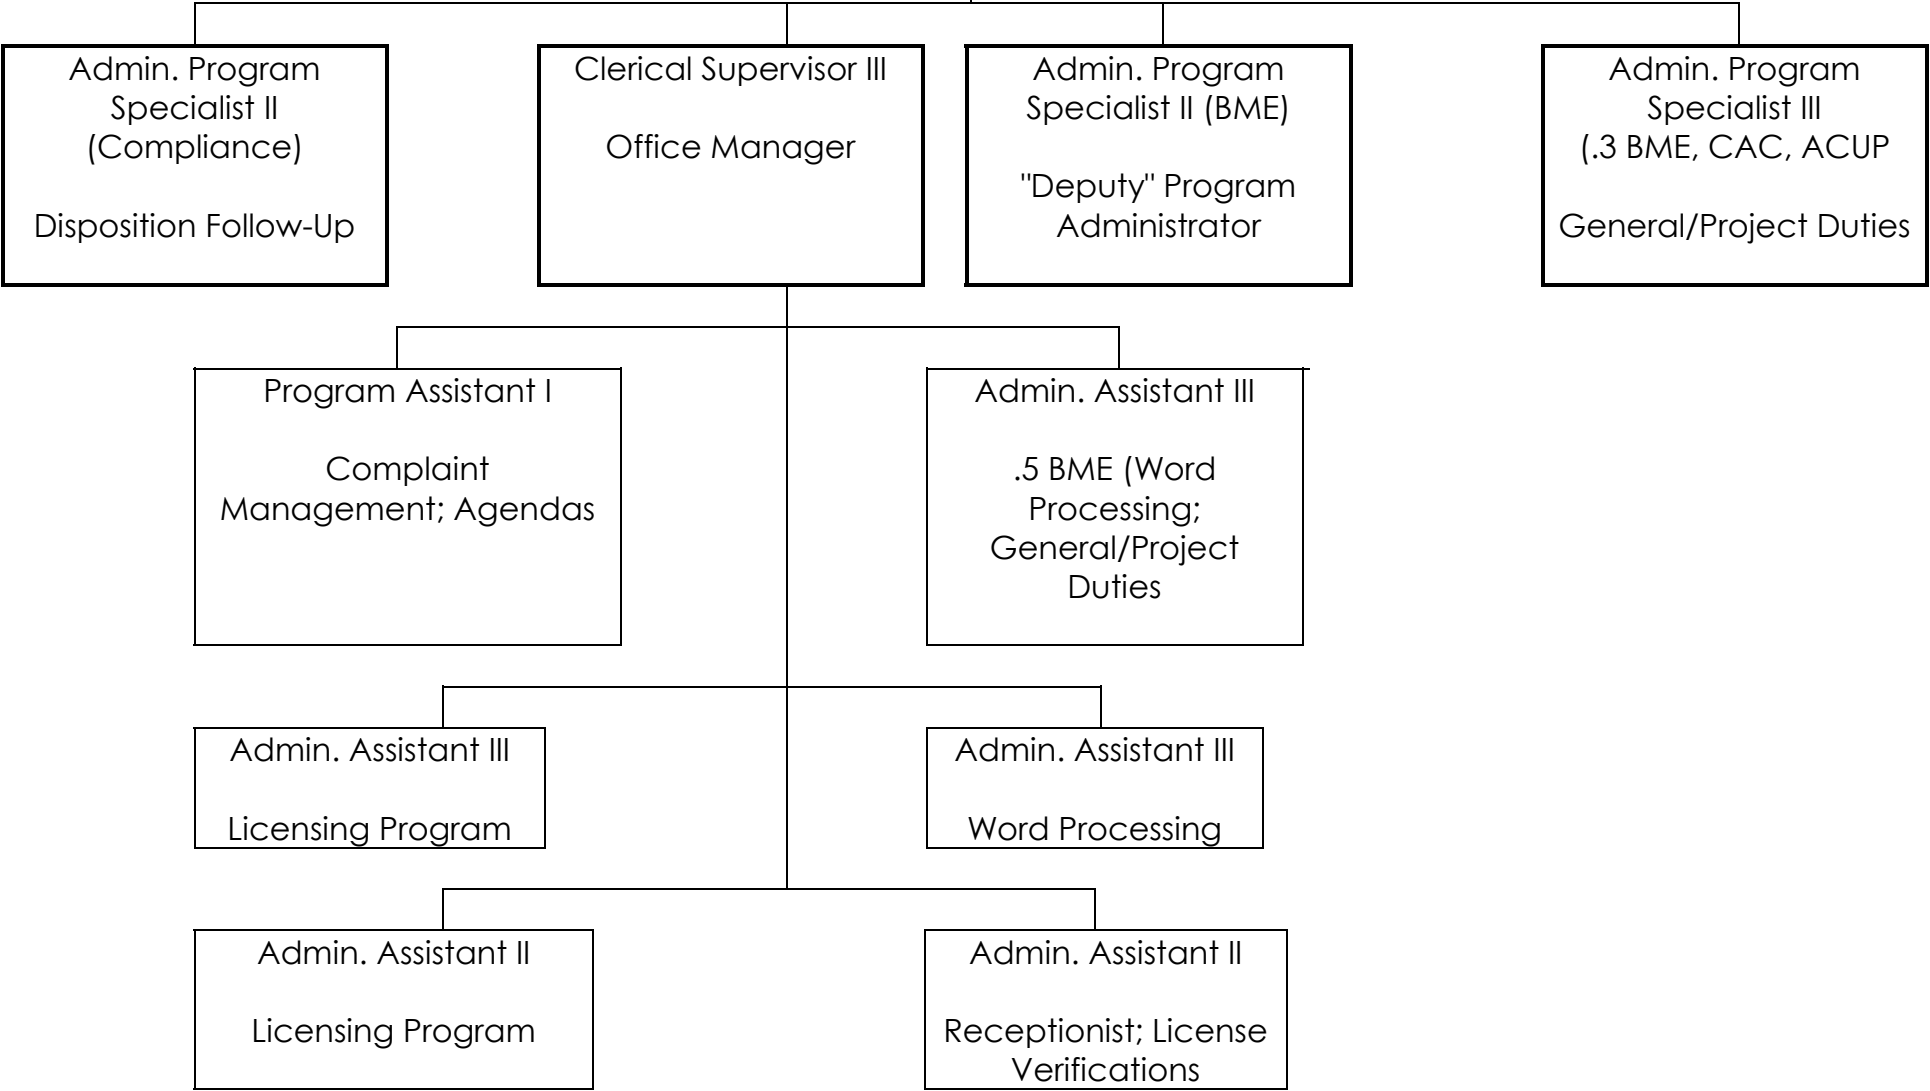 Admin. Program
Specialist II
(Compliance)
Disposition Follow-Up
Clerical Supervisor III
Office Manager
Admin. Program
Specialist II (BME)
"Deputy" Program
Administrator
Admin. Program
Specialist III
(.3 BME, CAC, ACUP
General/Project Duties
Program Assistant I
Complaint
Management; Agendas
Admin. Assistant III
.5 BME (Word
Processing;
General/Project
Duties
Admin. Assistant III
Licensing Program
Admin. Assistant III
Word Processing
Admin. Assistant II
Licensing Program
Admin. Assistant II
Receptionist; License
Verifications